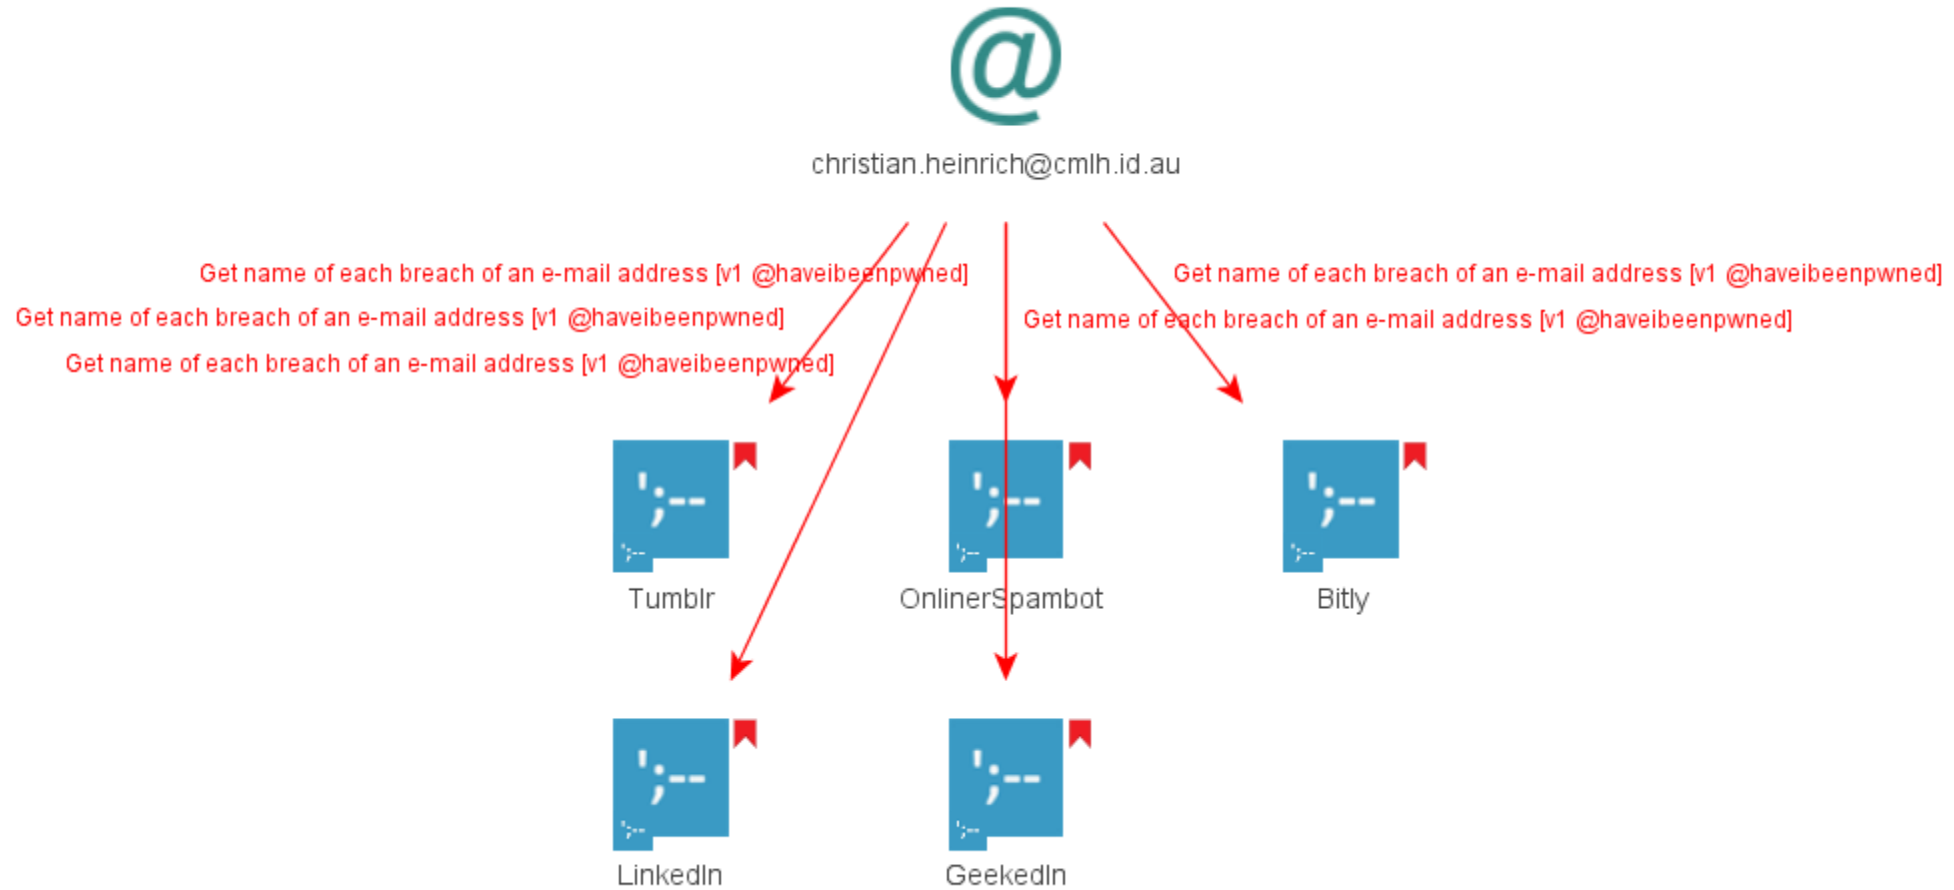 @
christian.heinrich@cmlh.id.au
Get name of each breach of an e-mail address [v1 @haveibeenpwned]
Get name of each breach of an e-mail address [v1 @haveibeenpwned]
Get name of each breach of an e-mail address [v1 @haveibeenpwned]
Get name of each breach of an e-mail address [v1 @haveibeenpwned]
Get name of each breach of an e-mail address [v1 @haveibeenpwned]
';--
';--
';--
';--
';--
';--
Tumblr
OnlinerSpambot
Bitly
';--
';--
';--
';--
LinkedIn
GeekedIn